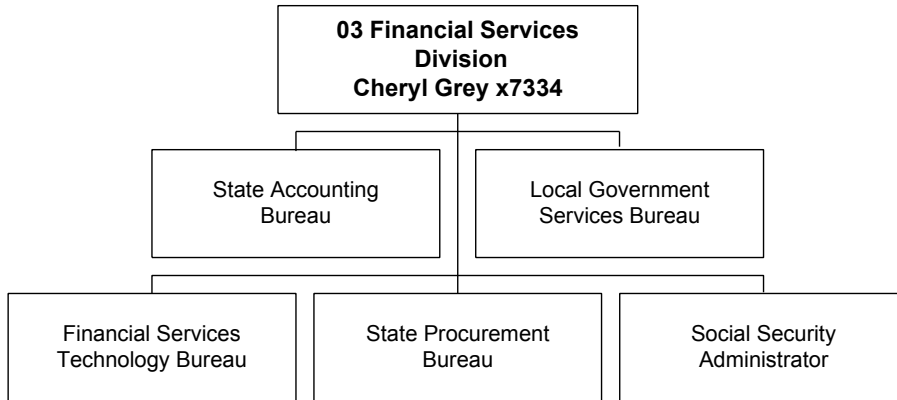 03 Financial Services
Division
Cheryl Grey x7334
State Accounting
Bureau
Local Government
Services Bureau
Financial Services
Technology Bureau
State Procurement
Bureau
Social Security
Administrator